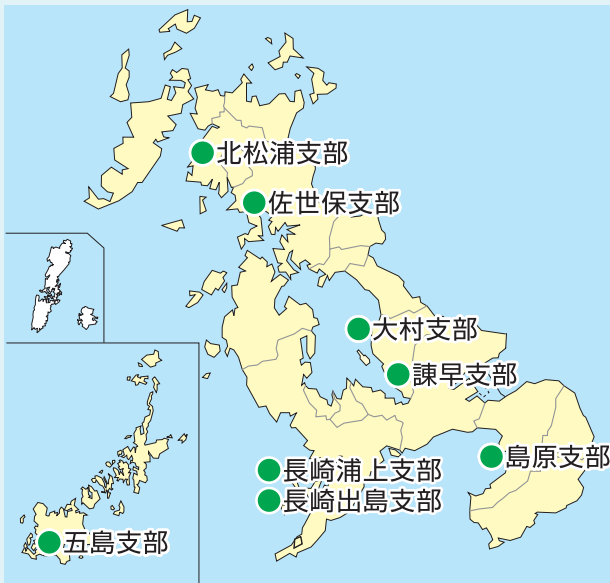 北松浦支部
佐世保支部
大村支部
諫早支部
島原支部
長崎浦上支部
長崎出島支部
五島支部